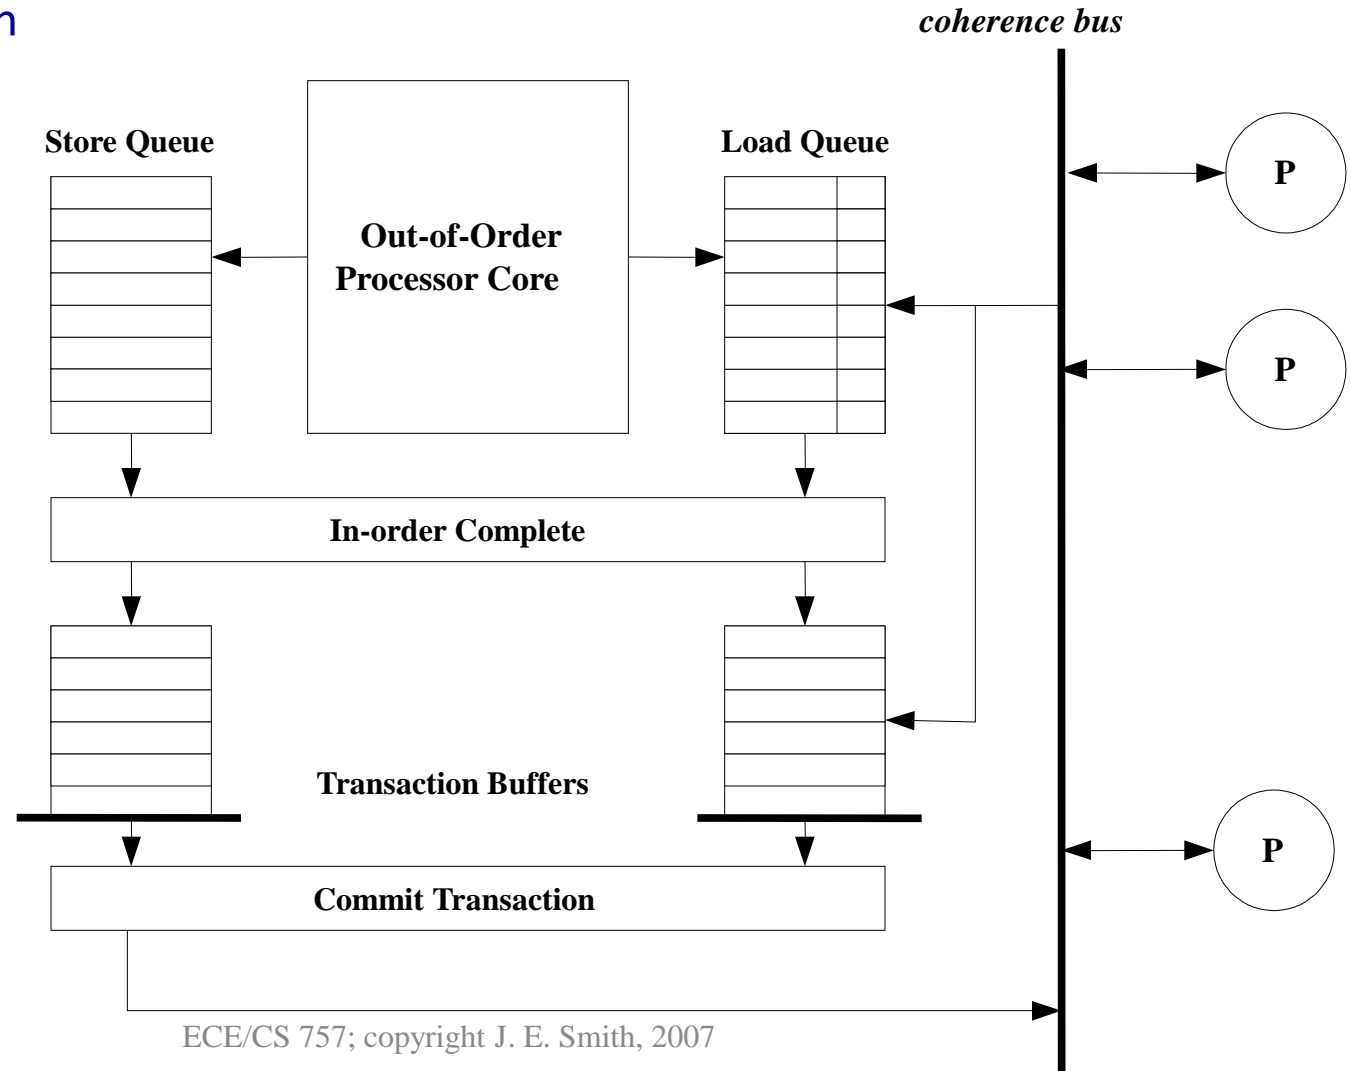 n
coherence bus
Store Queue
Load Queue
P
Out-of-Order
Processor Core
P
In-order Complete
Transaction Buffers
P
Commit Transaction
ECE/CS 757; copyright J. E. Smith, 2007